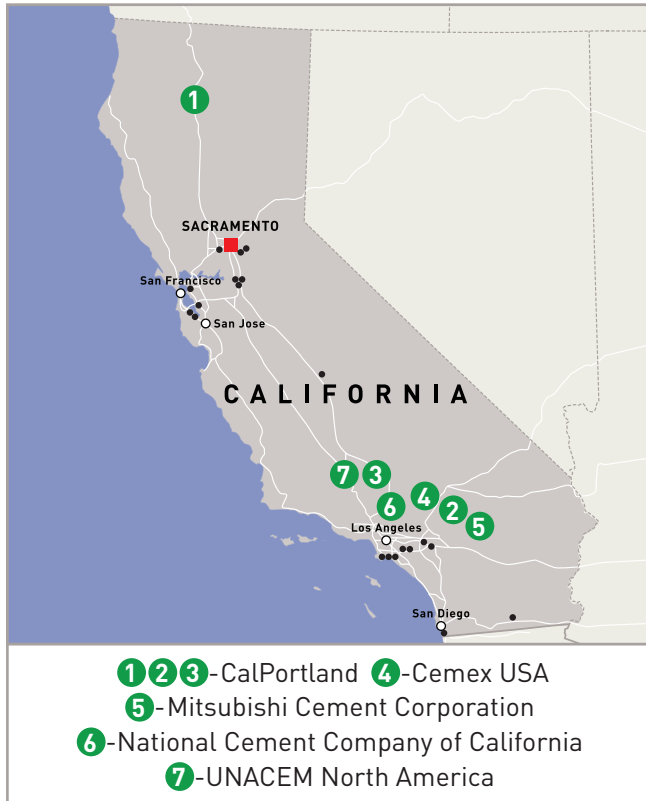 1
SACRAMENTO
San Francisco
San Jose
CALIFORNIA
7 3
4
6 2
5
Los Angeles
San Diego
1 2 3-CalPortland 4-Cemex USA
5-Mitsubishi Cement Corporation
6-National Cement Company of California
7-UNACEM North America